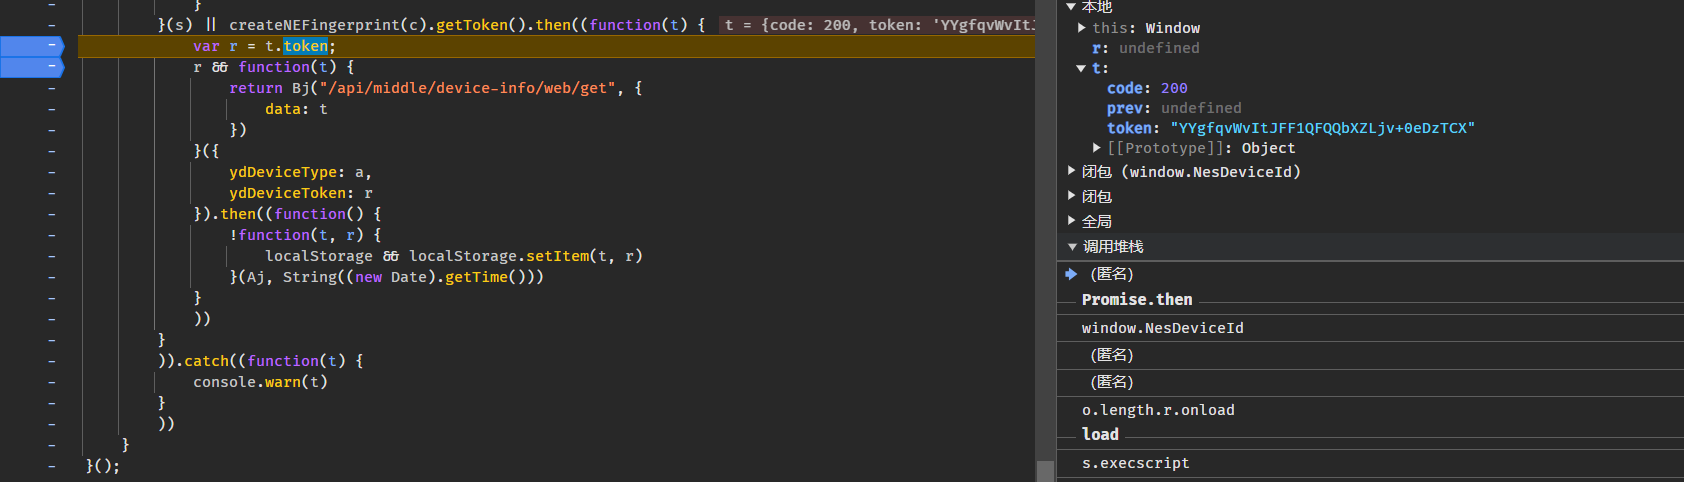 }
}(s) || createNEFingerprint(c).getToken().then((function(t) { t = {code: 200, token: 'YYgfqvWvItJ
var r = t.token;
r && function(t) {
return Bj("/api/middle/device-info/web/get", {
data: t
})
}({
ydDeviceType: a,
ydDeviceToken: r
}).then((function() {
!function(t, r) {
localStorage && localStorage.setItem(t, r)
}(Aj, String((new Date).getTime()))
}
))
}
)).catch((function(t) {
console.warn(t)
}
))
}
}();
本地
this: Window
r: undefined
t:
code: 200
prev: undefined
token: "YYgfqvWvItJFF1QFQQbXZLjv+0eDzTCX"
[[Prototype]]: Object
闭包 (window.NesDeviceId)
闭包
全局
调用堆栈
(匿名)
Promise.then
window.NesDeviceId
(匿名)
(匿名)
o.length.r.onload
load
s.execscript